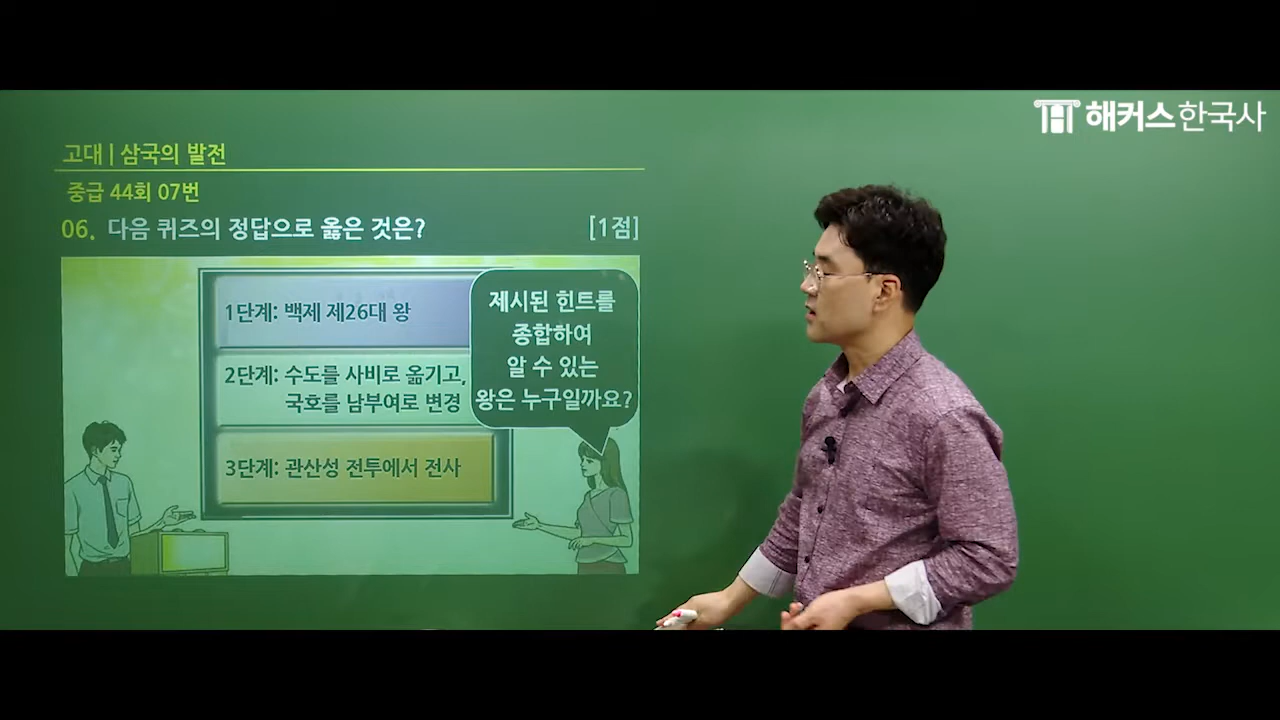 해커스한국사
고대 | 삼국의 발전
중급 44회 07번
06. 다음 퀴즈의 정답으로 옳은 것은? [1점]
1단계: 백제 제26대 왕
2단계: 수도를 사비로 옮기고,
국호를 남부여로 변경
3단계: 관산성 전투에서 전사
제시된 힌트를
종합하여
알 수 있는
왕은 누구일까요?